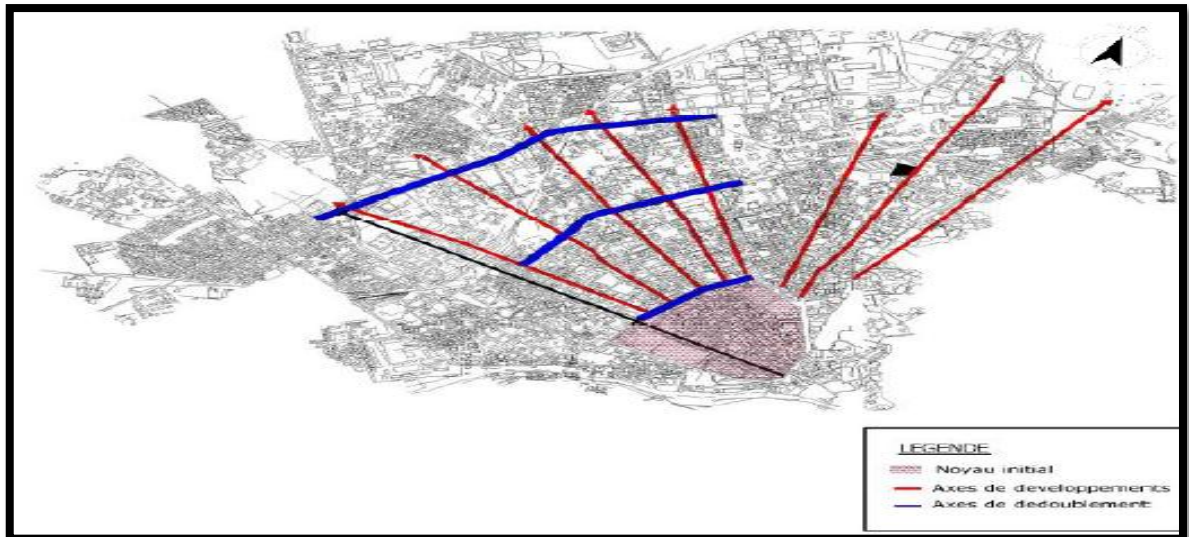 LEGENDE
Noyau initial
Axes de developpements
Axes de dedoublement